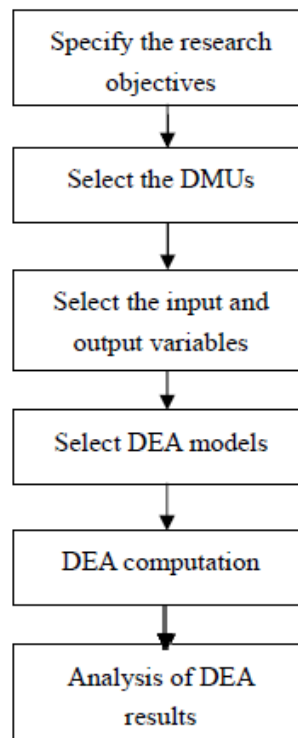 Specify the research
objectives
Select the DMUs
Select the input and
output variables
Select DEA models
DEA computation
Analysis of DEA
results